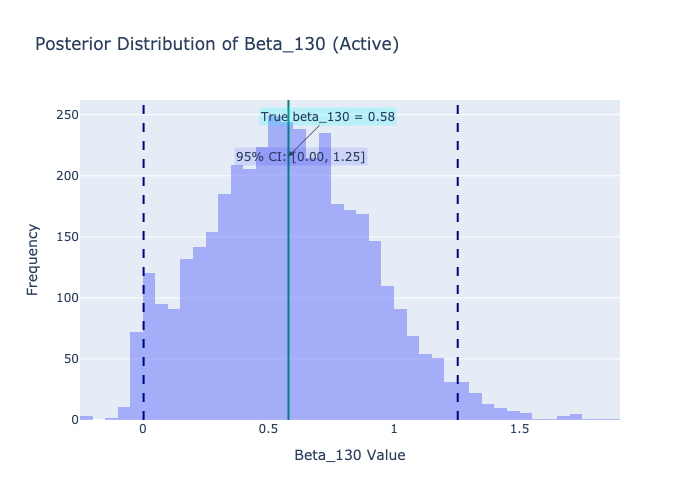 Posterior Distribution of Beta_130 (Active)
250
True beta_130 = 0.58
95% CI: [0.00, 1.25]
200
150
100
50
0
Frequency
0
0.5
1
1.5
Beta_130 Value